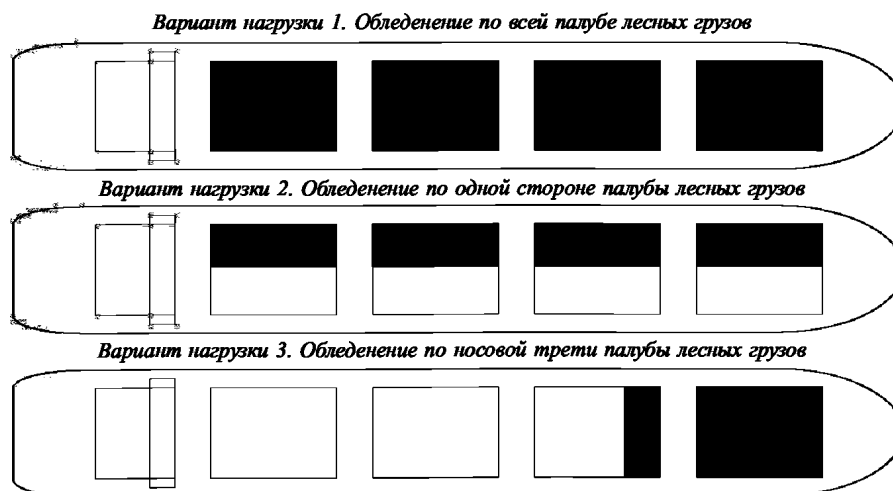 Вариант нагрузки 1. Обледенение по всей палубе лесных грузов
Вариант нагрузки 2. Обледенение по одной стороне палубы лесных грузов
Вариант нагрузки 3. Обледенение по носовой трети палубы лесных грузов